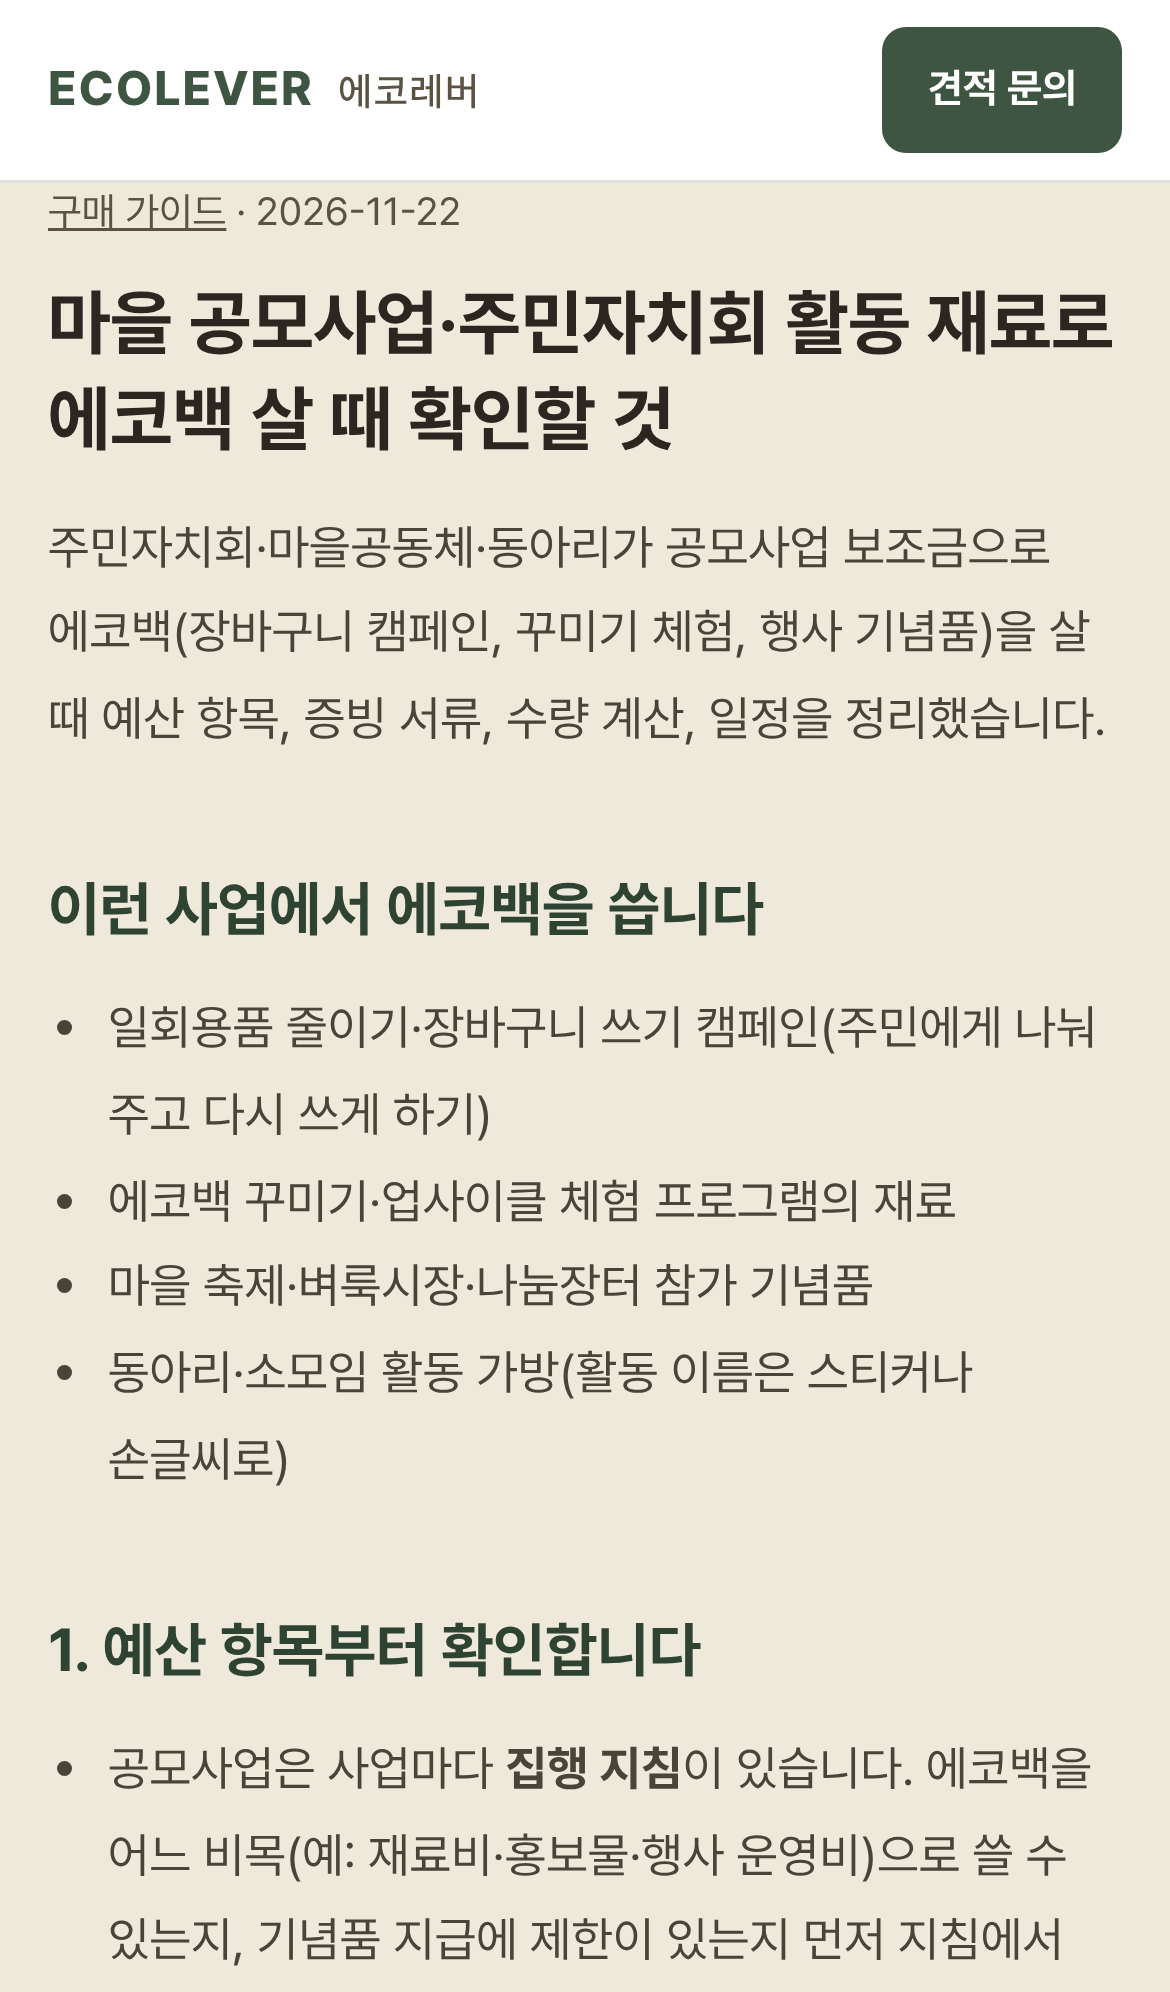 ECOLEVER 에코레버
견적 문의
구매 가이드 · 2026-11-22
마을 공모사업·주민자치회 활동 재료로
에코백 살 때 확인할 것
주민자치회·마을공동체·동아리가 공모사업 보조금으로
에코백(장바구니 캠페인, 꾸미기 체험, 행사 기념품)을 살
때 예산 항목, 증빙 서류, 수량 계산, 일정을 정리했습니다.
이런 사업에서 에코백을 씁니다
• 일회용품 줄이기·장바구니 쓰기 캠페인(주민에게 나눠
주고 다시 쓰게 하기)
• 에코백 꾸미기·업사이클 체험 프로그램의 재료
• 마을 축제·벼룩시장·나눔장터 참가 기념품
• 동아리·소모임 활동 가방(활동 이름은 스티커나
손글씨로)
1. 예산 항목부터 확인합니다
• 공모사업은 사업마다 집행 지침이 있습니다. 에코백을
어느 비목(예: 재료비·홍보물·행사 운영비)으로 쓸 수
있는지, 기념품 지급에 제한이 있는지 먼저 지침에서